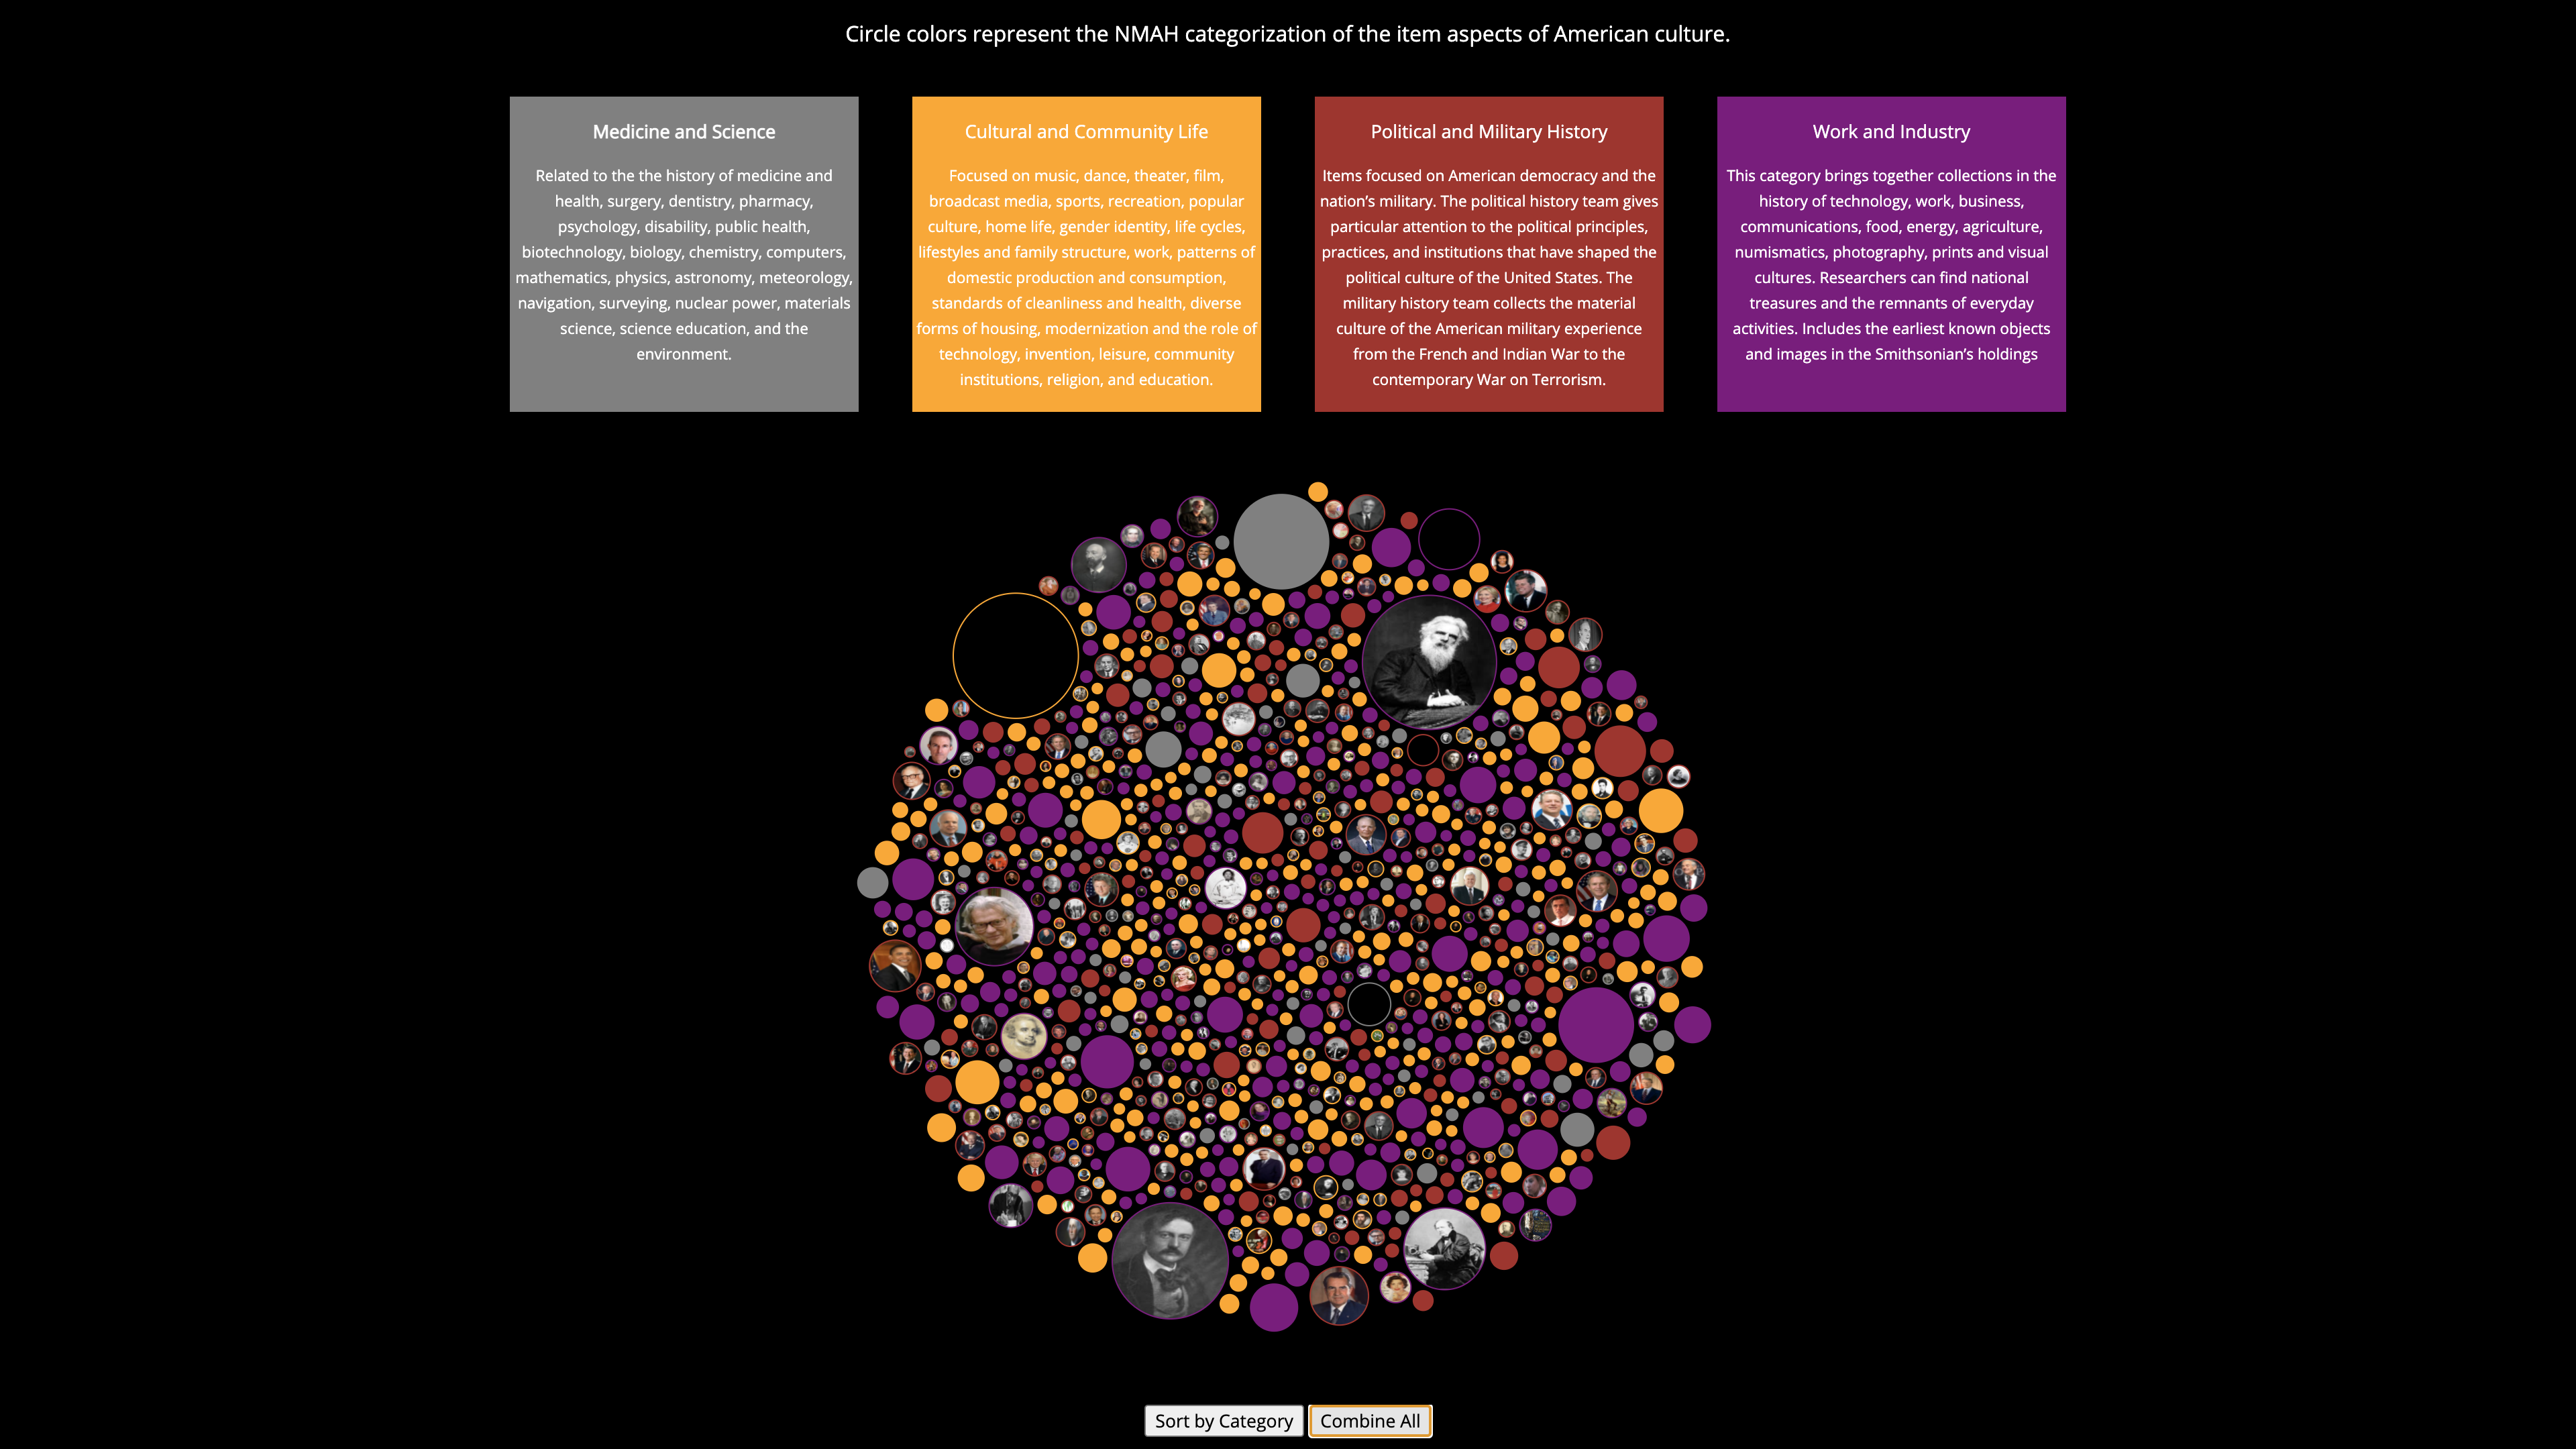 Circle colors represent the NMAH categorization of the item aspects of American culture.
Medicine and Science
Related to the the history of medicine and
health, surgery, dentistry, pharmacy,
psychology, disability, public health,
biotechnology, biology, chemistry, computers,
mathematics, physics, astronomy, meteorology,
navigation, surveying, nuclear power, materials
science, science education, and the
environment.
Cultural and Community Life
Focused on music, dance, theater, film,
broadcast media, sports, recreation, popular
culture, home life, gender identity, life cycles,
lifestyles and family structure, work, patterns of
domestic production and consumption,
standards of cleanliness and health, diverse
forms of housing, modernization and the role of
technology, invention, leisure, community
institutions, religion, and education.
Political and Military History
Items focused on American democracy and the
nation’s military. The political history team gives
particular attention to the political principles,
practices, and institutions that have shaped the
political culture of the United States. The
military history team collects the material
culture of the American military experience
from the French and Indian War to the
contemporary War on Terrorism.
Work and Industry
This category brings together collections in the
history of technology, work, business,
communications, food, energy, agriculture,
numismatics, photography, prints and visual
cultures. Researchers can find national
treasures and the remnants of everyday
activities. Includes the earliest known objects
and images in the Smithsonian’s holdings
Sort by Category
Combine All